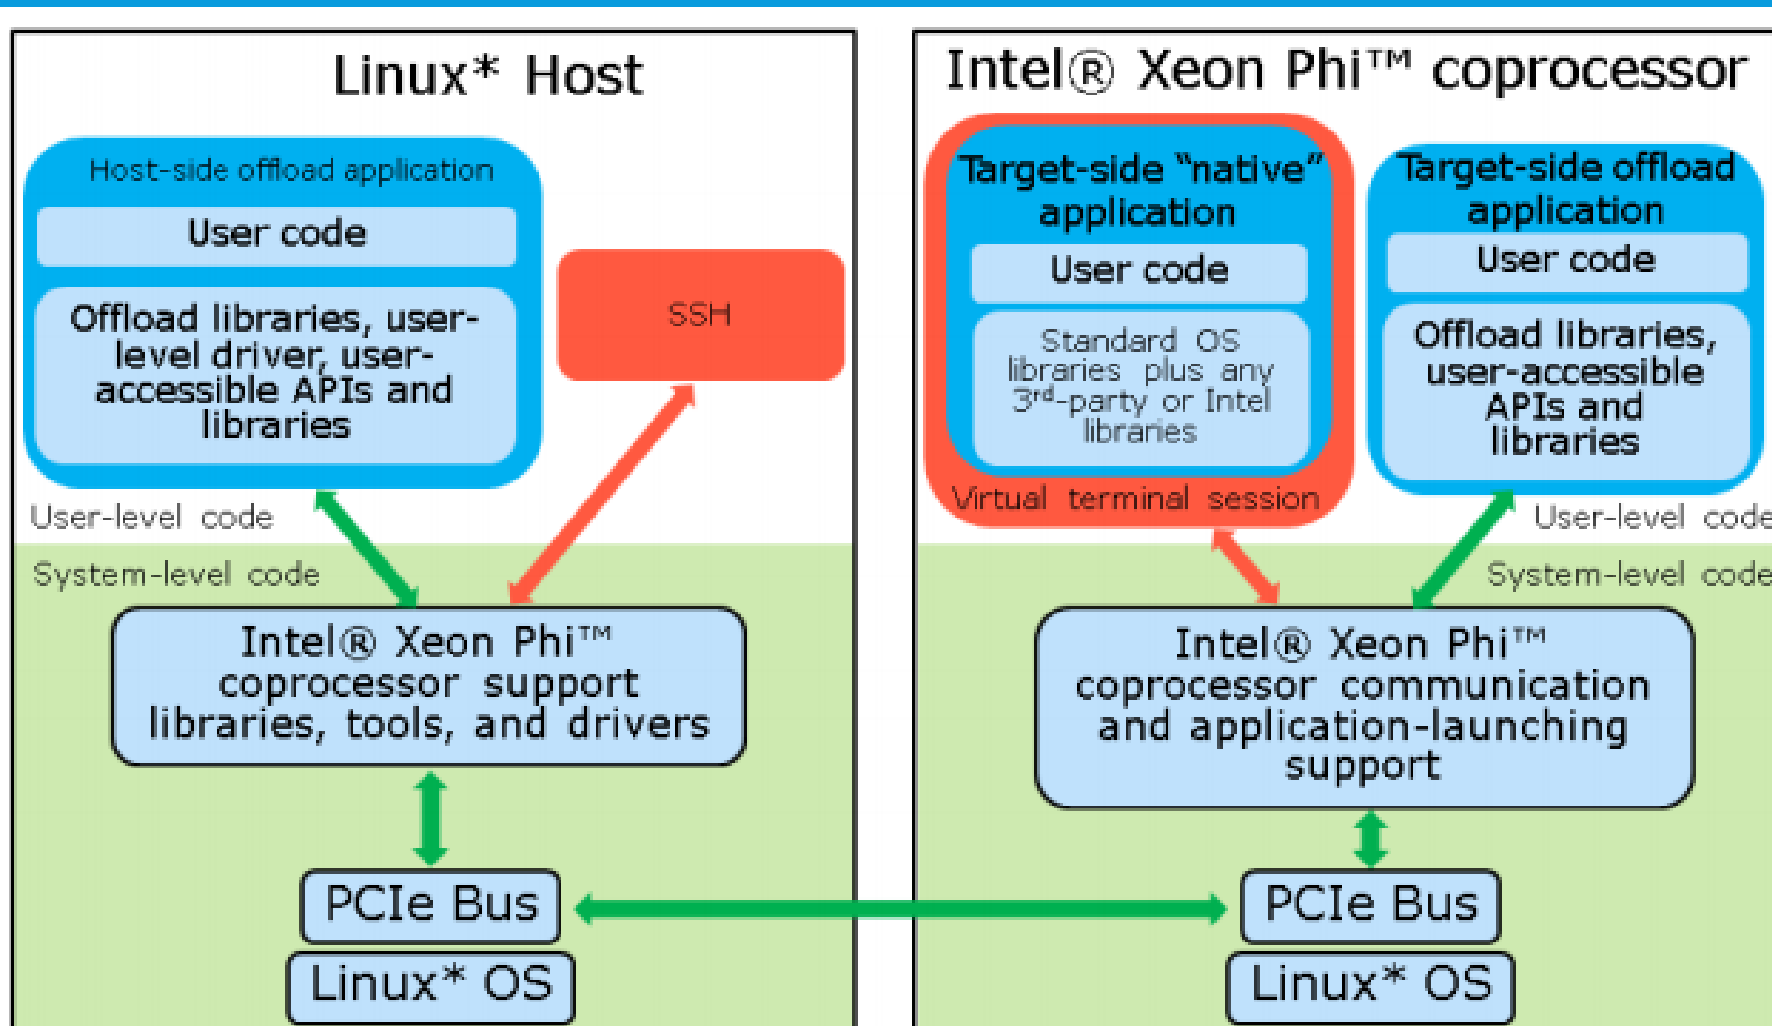 Linux* Host
Host-side offload application
User code
Offload libraries, user-
level driver, user-
accessible APIs and
libraries
SSH
User-level code
System-level code
Intel® Xeon Phi™
coprocessor support
libraries, tools, and drivers
PCIe Bus
Linux* OS
Intel® Xeon Phi™ coprocessor
Target-side “native”
application
User code
Standard OS
libraries plus any
3rd-party or Intel
libraries
Virtual terminal session
Target-side offload
application
User code
Offload libraries,
user-accessible
APIs and
libraries
User-level code
System-level code
Intel® Xeon Phi™
coprocessor communication
and application-launching
support
PCIe Bus
Linux* OS